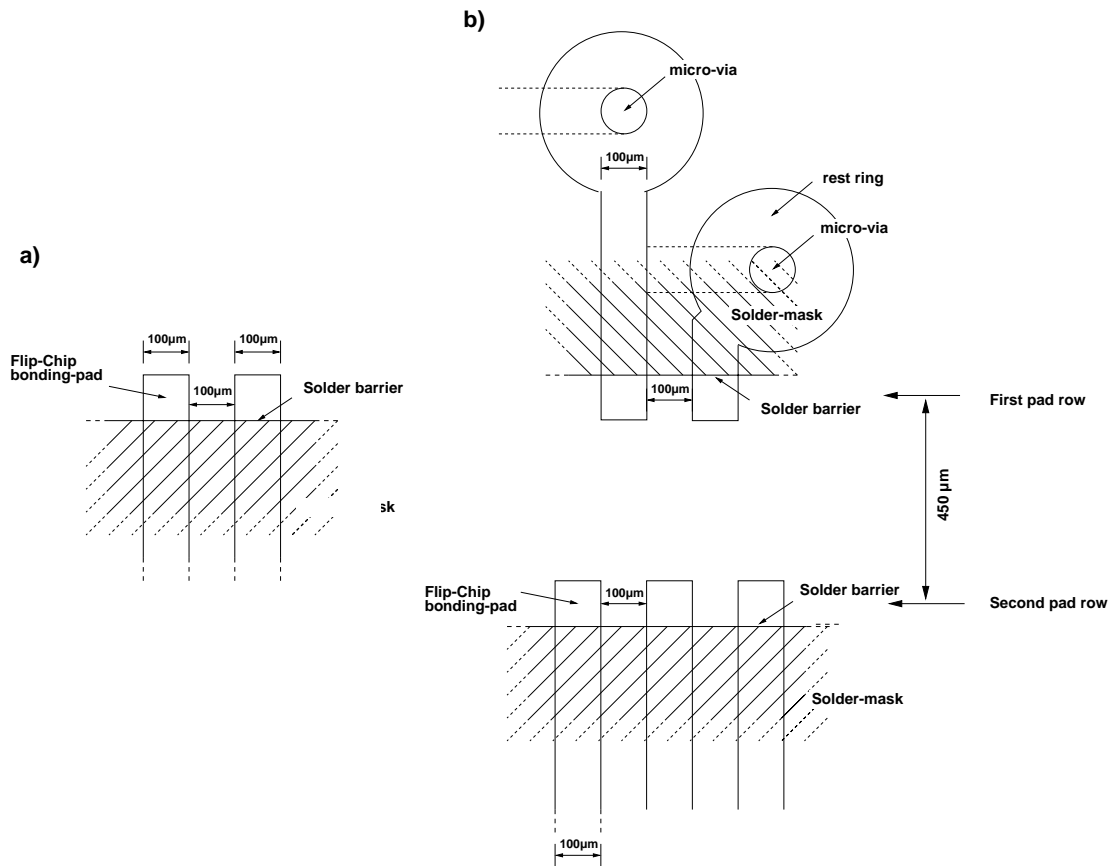 b)
micro-via
100µm
rest ring
micro-via
a)
Solder-mask
100µm
100µm
Flip-Chip
bonding-pad
100µm
Solder barrier
100µm
Solder barrier
First pad row
450 µm
Flip-Chip
bonding-pad
100µm
Solder barrier
Second pad row
Solder-mask
100µm